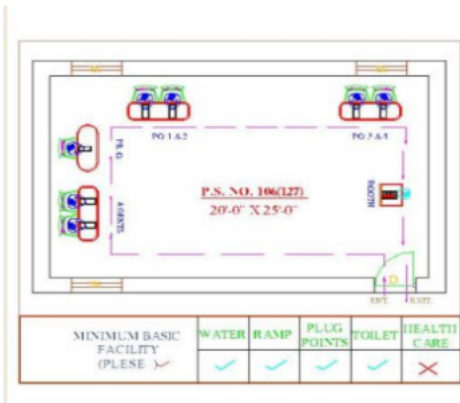 PO 1 &2
PO 3 &4
PR.O.
P.S. NO. 106(127)
20'-0" X 25'-0"
BOOTH
AGENTS
D
ENT. EXIT.
MINIMUM BASIC
FACILITY
(PLESE )
WATER
RAMP
PLUG
POINTS
TOILET
HEALTH
CARE